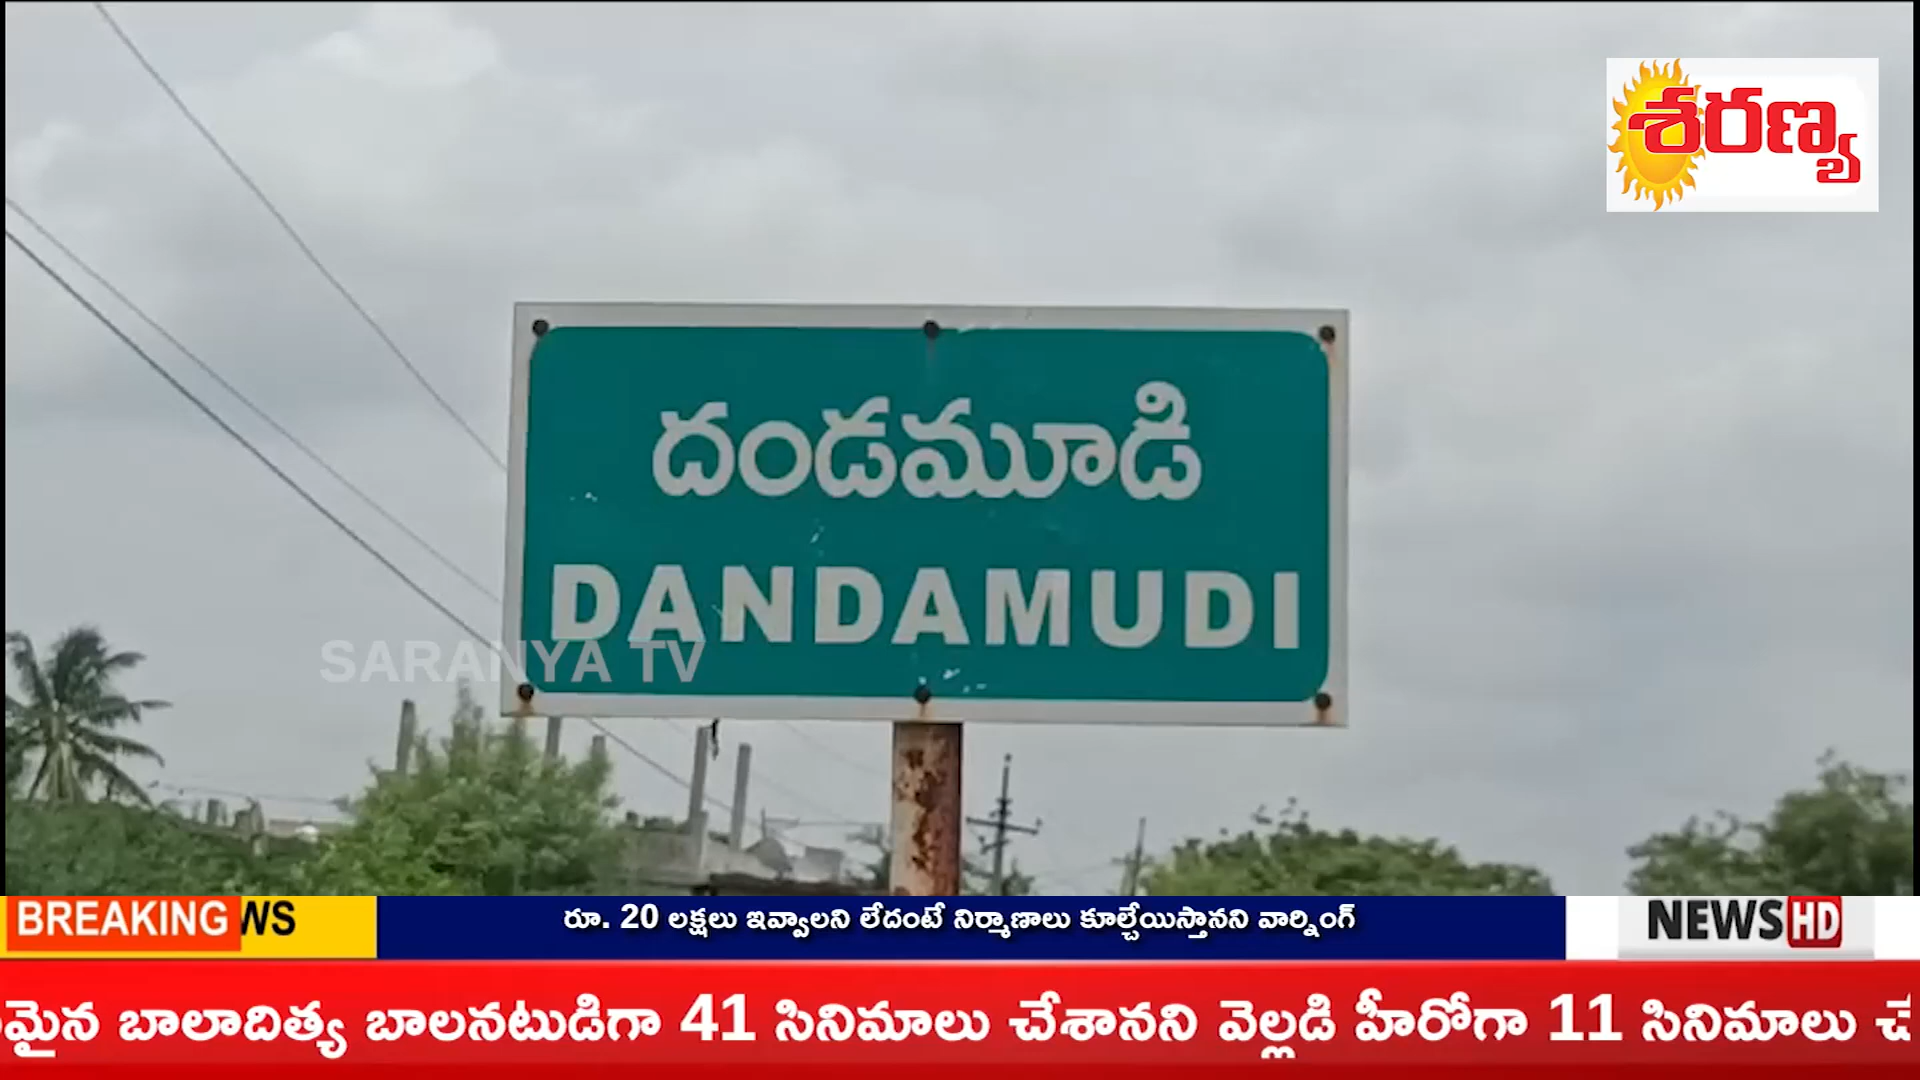 శరణ్య
దండమూడి
DANDAMUDI
SARANYA TV
BREAKING WS
రూ. 20 లక్షలు ఇవ్వాలని లేదంటే నిర్మాణాలు కూల్చేయిస్తానని వార్నింగ్
NEWS HD
బాలాదిత్య బాలనటుడిగా 41 సినిమాలు చేశానని వెల్లడి హీరోగా 11 సినిమాలు